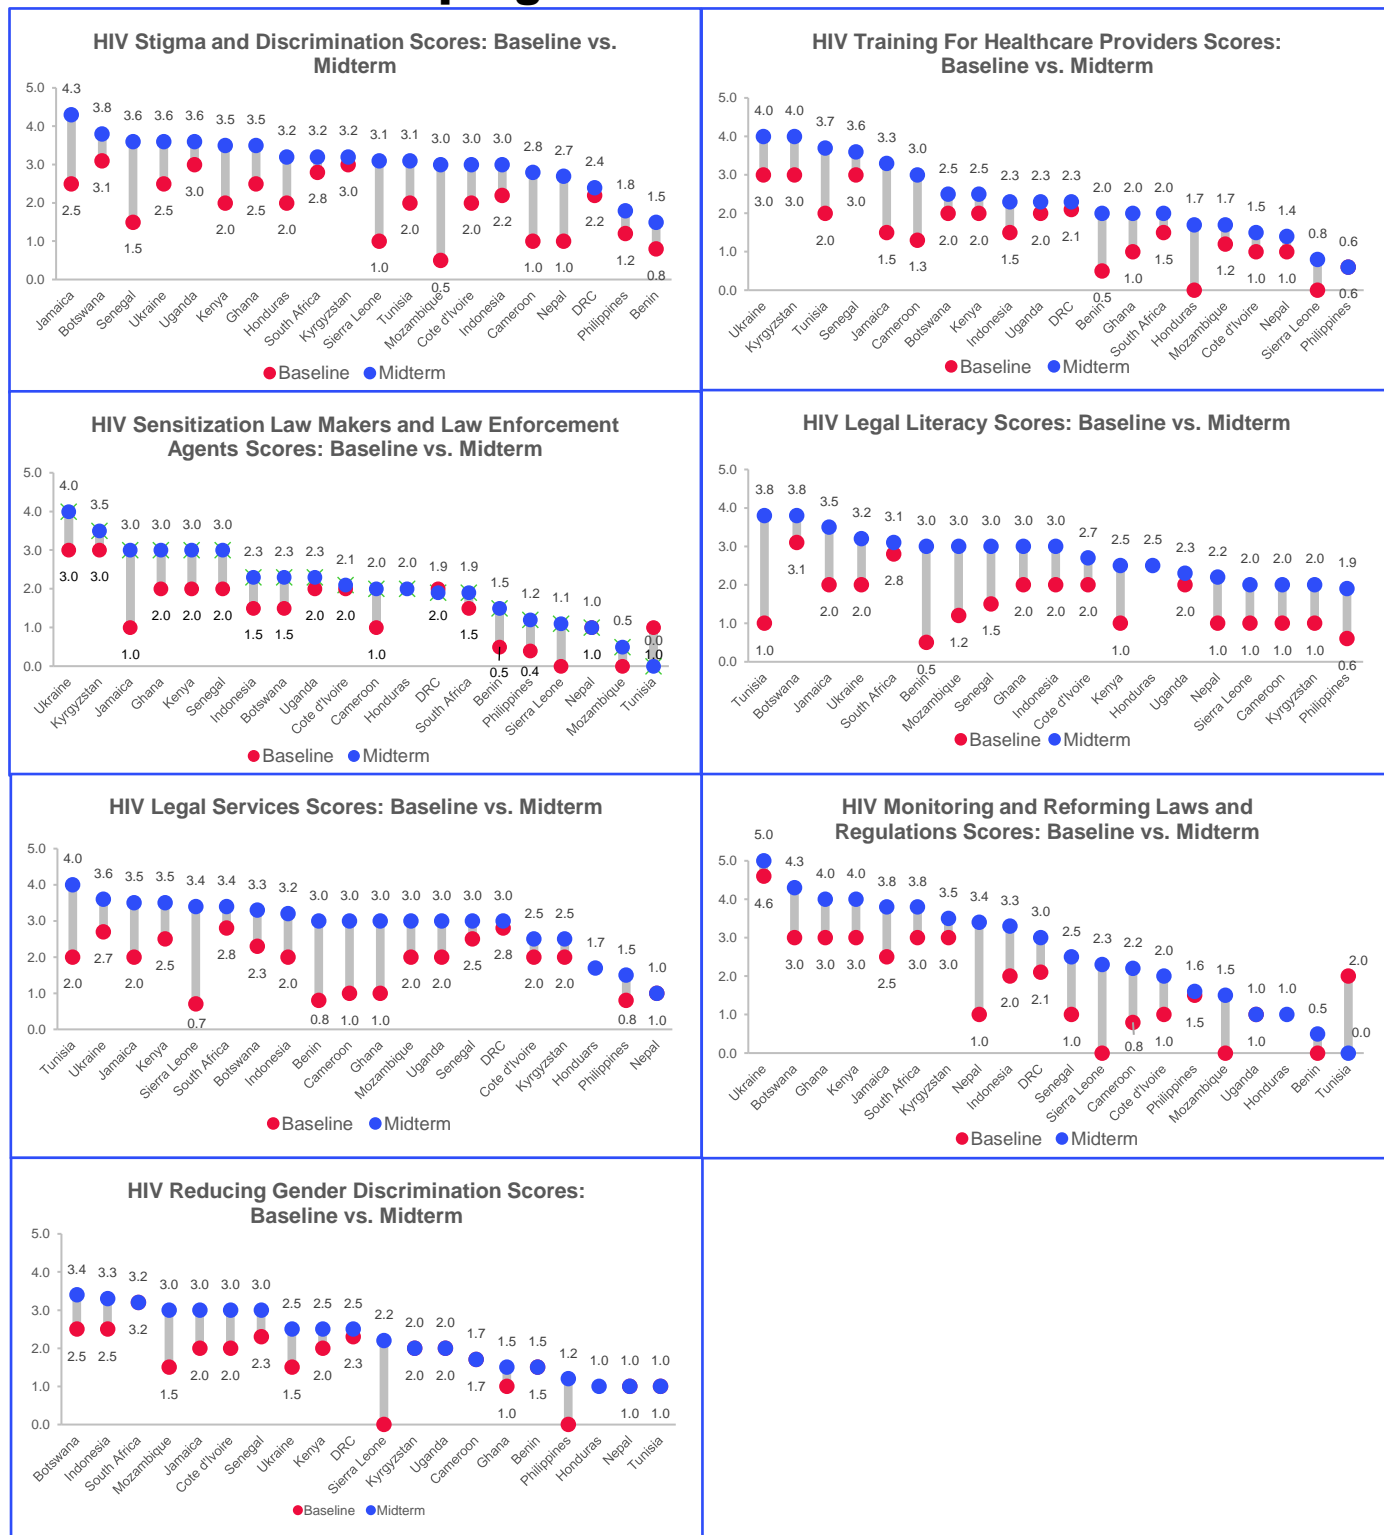 HIV Stigma and Discrimination Scores: Baseline vs.
Midterm
5.0
4.0
3.0
2.0
1.0
0.0
4.3 3.8 3.6 3.6 3.6 3.5 3.5 3.2 3.2 3.2 3.1 3.1 3.0 3.0 3.0 2.8 2.7 2.4 1.8 1.5
2.5 3.1 1.5 2.5 3.0 2.0 2.5 2.0 2.8 3.0 1.0 2.0 0.5 2.0 2.2 1.0 1.0 2.2 1.2 0.8
Jamaica Botswana Senegal Ukraine Uganda Kenya Ghana Honduras South Africa Kyrgyzstan Sierra Leone Tunisia Mozambique Cote d'Ivoire Indonesia Cameroon Nepal DRC Philippines Benin
Baseline Midterm
HIV Training For Healthcare Providers Scores:
Baseline vs. Midterm
5.0
4.0
3.0
2.0
1.0
0.0
4.0 4.0 3.7 3.6 3.3 3.0 2.5 2.5 2.3 2.3 2.3 2.0 2.0 2.0 1.7 1.7 1.5 1.4 0.8 0.6
3.0 3.0 2.0 3.0 1.5 1.3 2.0 2.0 1.5 2.0 2.1 0.5 1.0 1.5 1.2 1.0 1.0 0.6
Ukraine Kyrgyzstan Tunisia Senegal Jamaica Cameroon Botswana Kenya Indonesia Uganda DRC Benin Ghana South Africa Honduras Mozambique Cote d'Ivoire Nepal Sierra Leone Philippines
Baseline Midterm
HIV Sensitization Law Makers and Law Enforcement
Agents Scores: Baseline vs. Midterm
5.0
4.0
3.0
2.0
1.0
0.0
4.0 3.5 3.0 3.0 3.0 3.0 2.3 2.3 2.3 2.1 2.0 2.0 1.9 1.9 1.5 1.2 1.1 1.0 0.5 0.0
3.0 3.0 1.0 2.0 2.0 2.0 1.5 1.5 2.0 2.0 1.0 2.0 1.5 0.5 0.4 1.0 1.0
Ukraine Kyrgyzstan Jamaica Ghana Kenya Senegal Indonesia Botswana Uganda Cote d'Ivoire Cameroon Honduras DRC South Africa Benin Philippines Sierra Leone Nepal Mozambique Tunisia
Baseline Midterm
HIV Legal Literacy Scores: Baseline vs. Midterm
5.0
4.0
3.0
2.0
1.0
0.0
3.8 3.8 3.5 3.2 3.1 3.0 3.0 3.0 3.0 3.0 2.7 2.5 2.5 2.3 2.2 2.0 2.0 2.0 1.9
1.0 3.1 2.0 2.0 2.8 0.5 1.2 1.5 2.0 2.0 2.0 1.0 2.0 1.0 1.0 1.0 1.0 0.6
Tunisia Botswana Jamaica Ukraine South Africa Benin Mozambique Senegal Ghana Indonesia Cote d'Ivoire Kenya Honduras Uganda Nepal Sierra Leone Cameroon Kyrgyzstan Philippines
Baseline Midterm
HIV Legal Services Scores: Baseline vs. Midterm
5.0
4.0
3.0
2.0
1.0
0.0
4.0 3.6 3.5 3.5 3.4 3.4 3.3 3.2 3.0 3.0 3.0 3.0 3.0 3.0 3.0 2.5 2.5 1.7 1.5 1.0
2.0 2.7 2.0 2.5 0.7 2.8 2.3 2.0 0.8 1.0 1.0 2.0 2.0 2.5 2.8 2.0 2.0 0.8 1.0
Tunisia Ukraine Jamaica Kenya Sierra Leone South Africa Botswana Indonesia Benin Cameroon Ghana Mozambique Uganda Senegal DRC Cote d'Ivoire Kyrgyzstan Honduars Philippines Nepal
Baseline Midterm
HIV Monitoring and Reforming Laws and
Regulations Scores: Baseline vs. Midterm
5.0
4.0
3.0
2.0
1.0
0.0
5.0 4.3 4.0 4.0 3.8 3.8 3.5 3.4 3.3 3.0 2.5 2.3 2.2 2.0 1.6 1.5 1.0 1.0 0.5 0.0
4.6 3.0 3.0 3.0 2.5 3.0 3.0 1.0 2.0 2.1 1.0 0.8 1.0 1.5 1.0 2.0
Ukraine Botswana Ghana Kenya Jamaica South Africa Kyrgyzstan Nepal Indonesia DRC Senegal Sierra Leone Cameroon Cote d'Ivoire Philippines Mozambique Uganda Honduras Benin Tunisia
Baseline Midterm
HIV Reducing Gender Discrimination Scores:
Baseline vs. Midterm
5.0
4.0
3.0
2.0
1.0
0.0
3.4 3.3 3.2 3.0 3.0 3.0 3.0 2.5 2.5 2.5 2.2 2.0 2.0 1.7 1.5 1.5 1.2 1.0 1.0 1.0
2.5 2.5 3.2 1.5 2.0 2.0 2.3 1.5 2.0 2.3 2.0 2.0 1.7 1.0 1.5 1.0 1.0
Botswana Indonesia South Africa Mozambique Jamaica Cote d'Ivoire Senegal Ukraine Kenya DRC Sierra Leone Kyrgyzstan Uganda Cameroon Ghana Benin Philippines Honduras Nepal Tunisia
Baseline Midterm